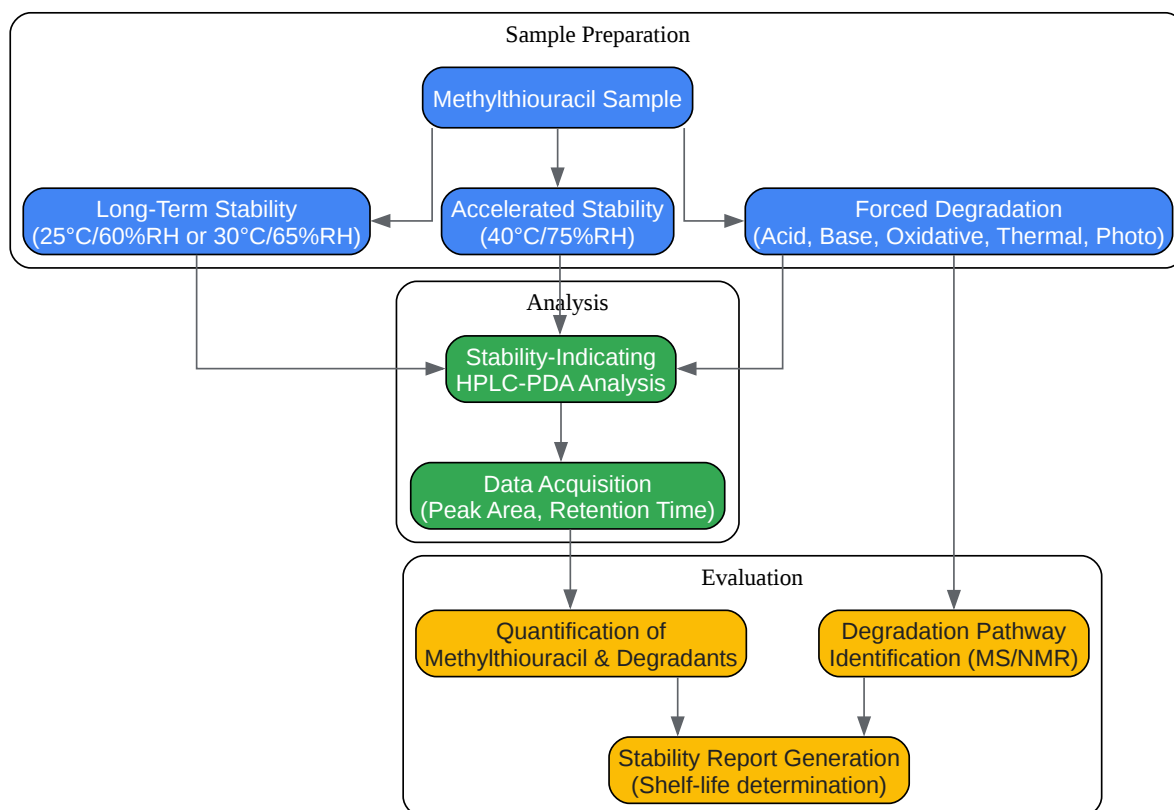 Sample Preparation
Methylthiouracil Sample
Long-Term Stability
(25°C/60%RH or 30°C/65%RH)
Accelerated Stability
(40°C/75%RH)
Forced Degradation
(Acid, Base, Oxidative, Thermal, Photo)
Analysis
Stability-Indicating
HPLC-PDA Analysis
Data Acquisition
(Peak Area, Retention Time)
Evaluation
Quantification of
Methylthiouracil & Degradants
Degradation Pathway
Identification (MS/NMR)
Stability Report Generation
(Shelf-life determination)